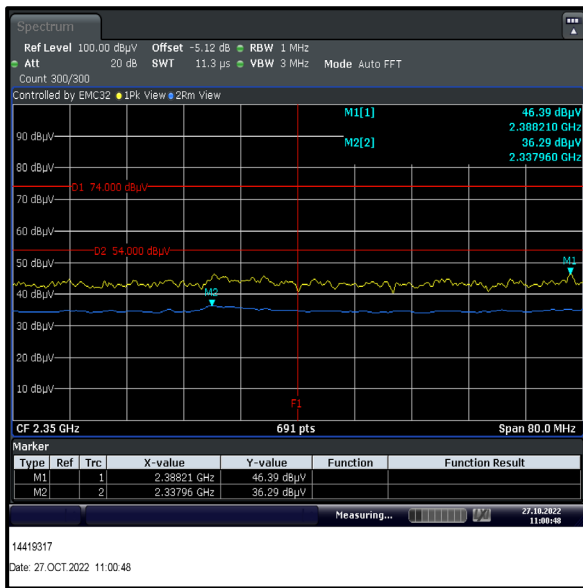 Spectrum
Ref Level 100.00 dBµV Offset -5.12 dB RBW 1 MHz
Att 20 dB SWT 11.3 µs VBW 3 MHz Mode Auto FFT
Count 300/300
Controlled by EMC32 1Pk View 2Rm View
M1[1] 46.39 dBµV
2.388210 GHz
M2[2] 36.29 dBµV
2.337960 GHz
90 dBµV
80 dBµV
D1 74.000 dBµV
70 dBµV
60 dBµV
D2 54.000 dBµV
50 dBµV
M1
40 dBµV
M2
30 dBµV
20 dBµV
10 dBµV
F1
CF 2.35 GHz 691 pts Span 80.0 MHz
Marker
Type Ref Trc X-value Y-value Function Function Result
M1 1 2.38821 GHz 46.39 dBµV
M2 2 2.33796 GHz 36.29 dBµV
Measuring... 27.10.2022
11:00:48
14419317
Date: 27.OCT.2022 11:00:48